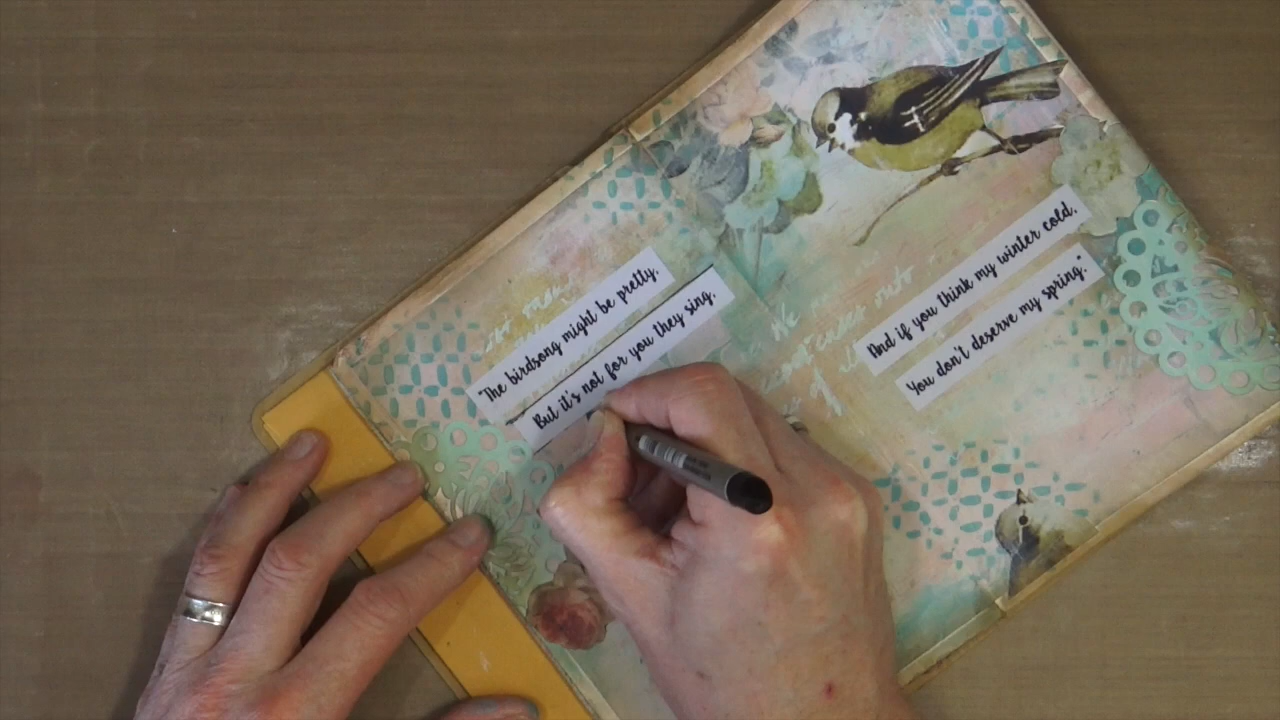 "The birdsong might be pretty,
But it's not for you they sing,
And if you think my winter cold,
You don't deserve my spring."